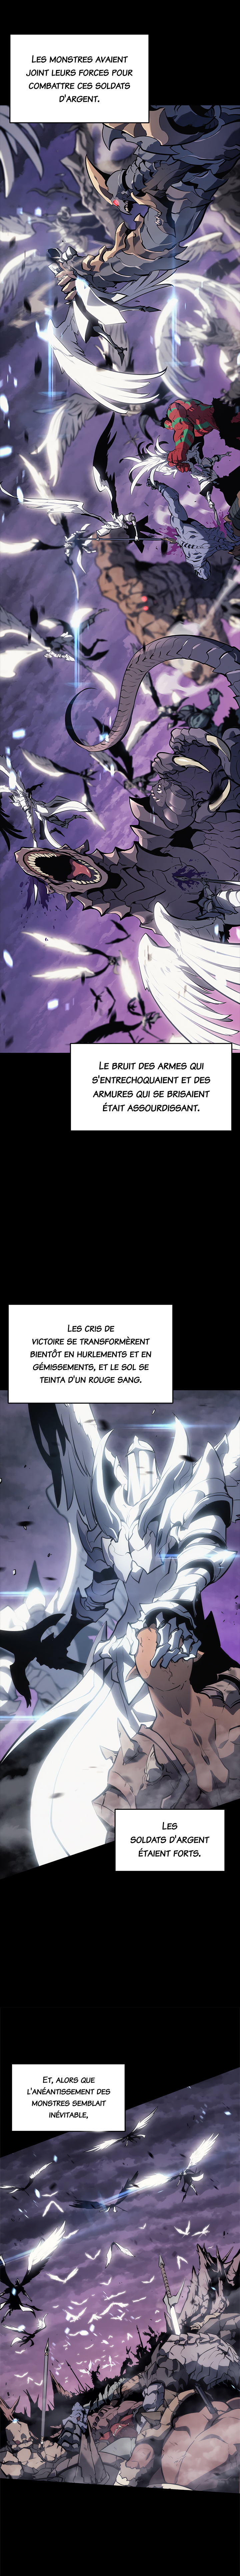 LES MONSTRES AVAIENT
JOINT LEURS FORCES POUR
COMBATTRE CES SOLDATS
D'ARGENT.
LE BRUIT DES ARMES QUI
S'ENTRECHOQUAIENT ET DES
ARMURES QUI SE BRISAIENT
ÉTAIT ASSOURDISSANT.
LES CRIS DE
VICTOIRE SE TRANSFORMÈRENT
BIENTÔT EN HURLEMENTS ET EN
GÉMISSEMENTS, ET LE SOL SE
TEINTA D'UN ROUGE SANG.
LES
SOLDATS D'ARGENT
ÉTAIENT FORTS.
ET, ALORS QUE
L'ANÉANTISSEMENT DES
MONSTRES SEMBLAIT
INÉVITABLE,